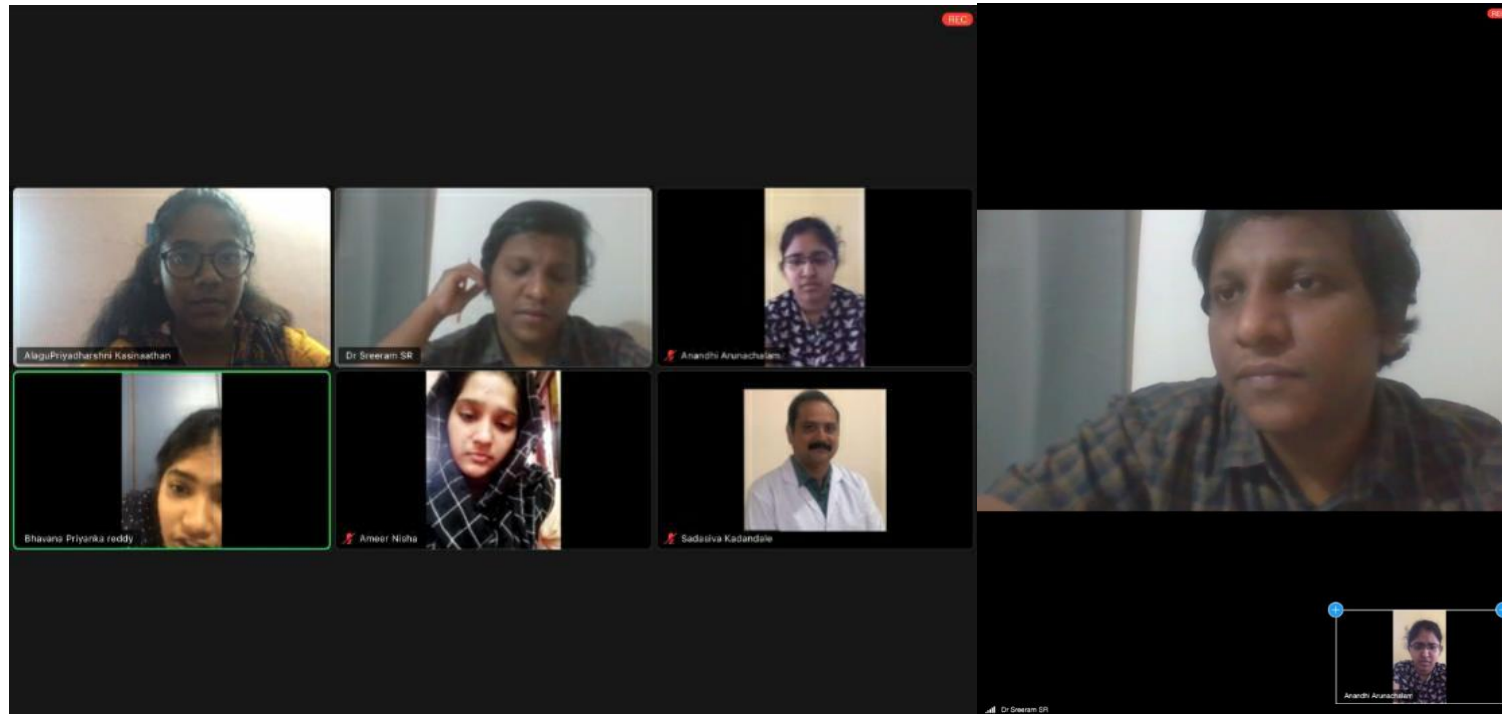 REC
REC
AlaguPriyadharshni Kasinaathan
Dr Sreeram SR
Anandhi Arunachalam
Bhavana Priyanka reddy
Ameer Nisha
Sadasiva Kadandale
Anandhi Arunachalam
Dr Sreeram SR